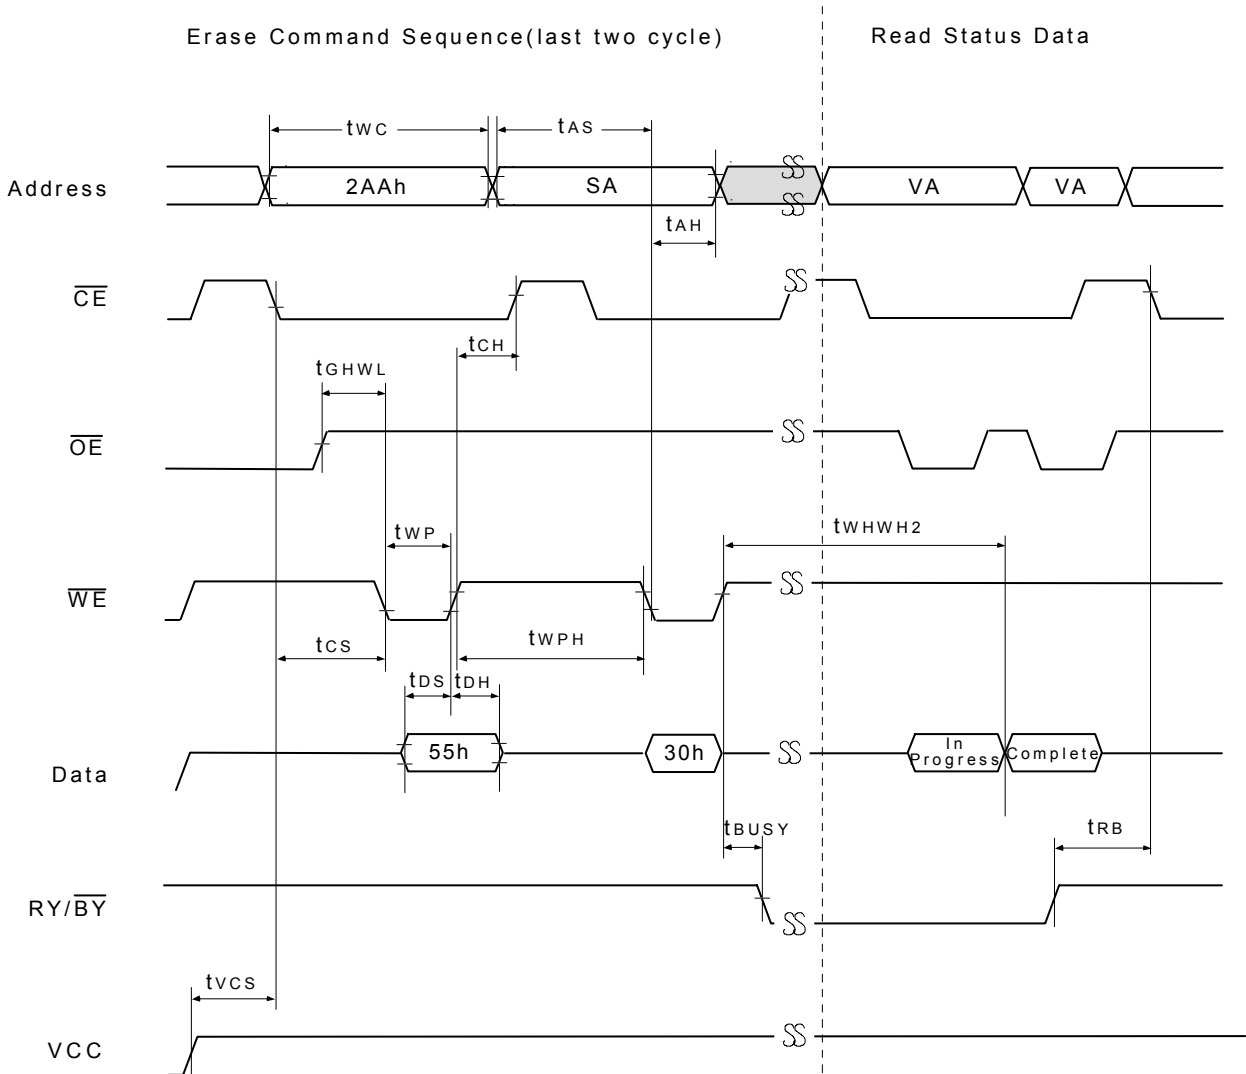 Erase Command Sequence(last two cycle) Read Status Data
tWC tAS
Address 2AAh SA VA VA
tAH
CE
tCH
tGHWL
OE
tWP tWHWH2
WE
tCS tWPH
tDS tDH
Data 55h 30h In Progress Complete
tBUSY tRB
RY/BY
tVCS
VCC